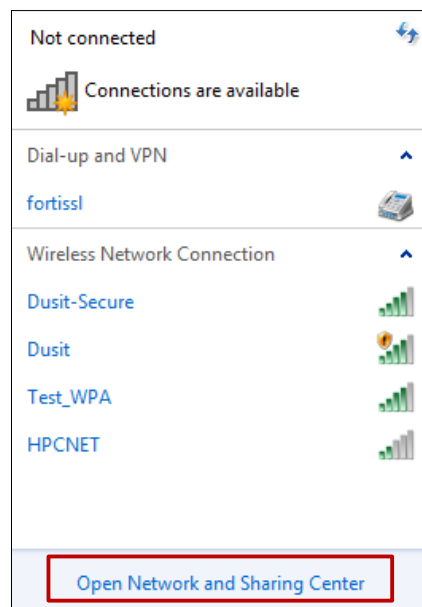 Not connected
Connections are available
Dial-up and VPN
fortissl
Wireless Network Connection
Dusit-Secure
Dusit
Test_WPA
HPCNET
Open Network and Sharing Center